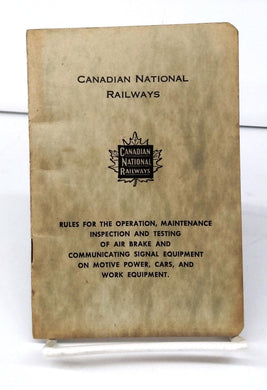 CANADIAN NATIONAL
RAILWAYS
CANADIAN
NATIONAL
RAILWAYS
RULES FOR THE OPERATION, MAINTENANCE
INSPECTION AND TESTING
OF AIR BRAKE AND
COMMUNICATING SIGNAL EQUIPMENT
ON MOTIVE POWER, CARS, AND
WORK EQUIPMENT.